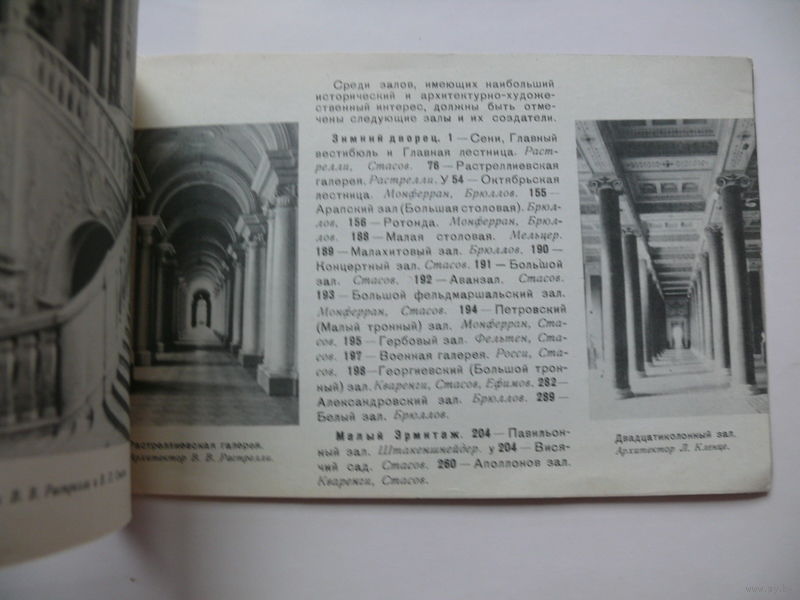 В. В. Растрелли и В. П.
Среди залов, имеющих наибольший
исторический и архитектурно-художе-
ственный интерес, должны быть отме-
чены следующие залы и их создатели.
Зимний дворец. 1 — Сени, Главный
вестибюль и Главная лестница. Раст-
релли, Стасов. 78 — Растреллиевская
галерея. Растрелли. У 54 — Октябрьская
лестница. Монферран, Брюллов. 155 —
Арапский зал (Большая столовая). Брюл-
лов. 156 — Ротонда. Монферран, Брюл-
лов. 188 — Малая столовая. Мельцер.
189 — Малахитовый зал. Брюллов. 190 —
Концертный зал. Стасов. 191 — Большой
зал. Стасов. 192 — Аванзал. Стасов.
193 — Большой фельдмаршальский зал.
Монферран, Стасов. 194 — Петровский
(Малый тронный) зал. Монферран, Ста-
сов. 195 — Гербовый зал. Фельтен, Ста-
сов. 197 — Военная галерея. Росси, Ста-
сов. 198 — Георгиевский (Большой трон-
ный) зал. Кваренги, Стасов, Ефимов. 282 —
Александровский зал. Брюллов. 289 —
Белый зал. Брюллов.
Малый Эрмитаж. 204 — Павильон-
ный зал. Штакеншнейдер. у 204 — Вися-
чий сад. Стасов. 260 — Аполлонов зал.
Кваренги, Стасов.
Растреллиевская галерея.
Архитектор В. В. Растрелли.
Двадцатиколонный зал.
Архитектор Л. Кленце.